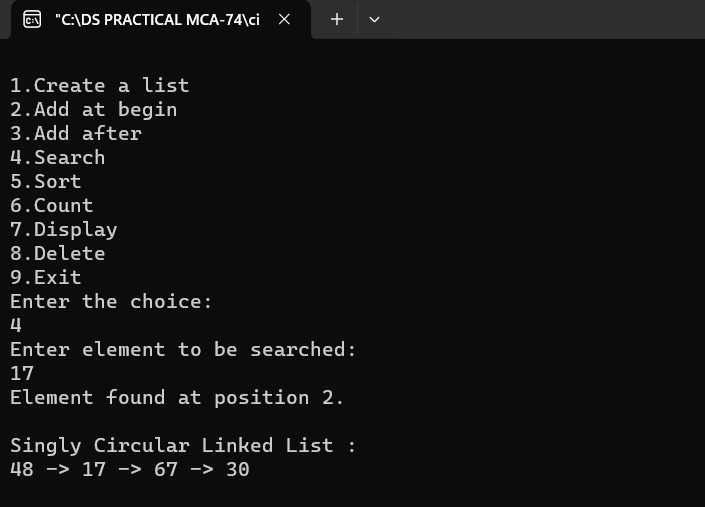 "C:\DS PRACTICAL MCA-74\ci
1.Create a list
2.Add at begin
3.Add after
4.Search
5.Sort
6.Count
7.Display
8.Delete
9.Exit
Enter the choice:
4
Enter element to be searched:
17
Element found at position 2.
Singly Circular Linked List :
48 -> 17 -> 67 -> 30